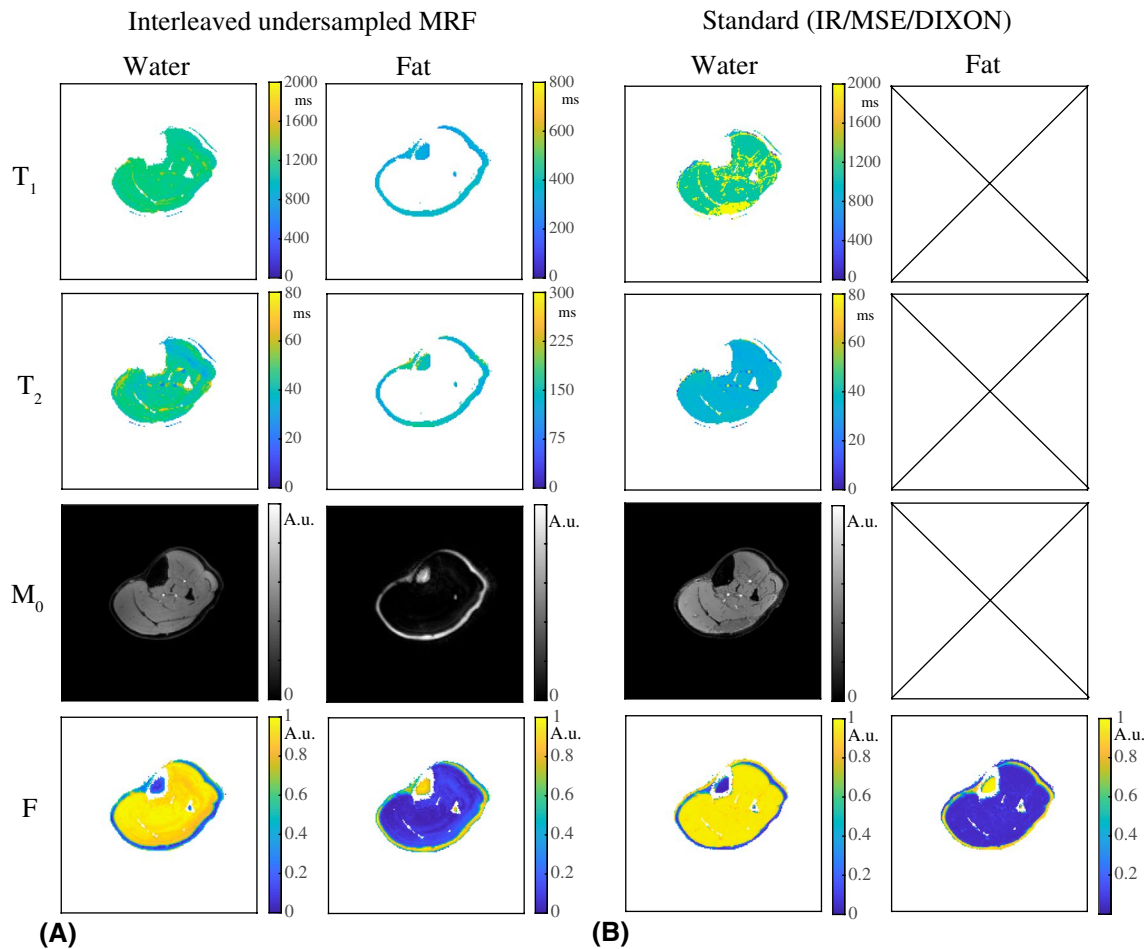 Interleaved undersampled MRF
Standard (IR/MSE/DIXON)
Water
Fat
Water
Fat
T1
2000
ms
1600
1200
800
400
0
800
ms
600
400
200
0
2000
ms
1600
1200
800
400
0
T2
80
ms
60
40
20
0
300
ms
225
150
75
0
80
ms
60
40
20
0
M0
A.u.
0
A.u.
0
A.u.
0
F
1
A.u.
0.8
0.6
0.4
0.2
0
1
A.u.
0.8
0.6
0.4
0.2
0
1
A.u.
0.8
0.6
0.4
0.2
0
1
A.u.
0.8
0.6
0.4
0.2
0
(A)
(B)